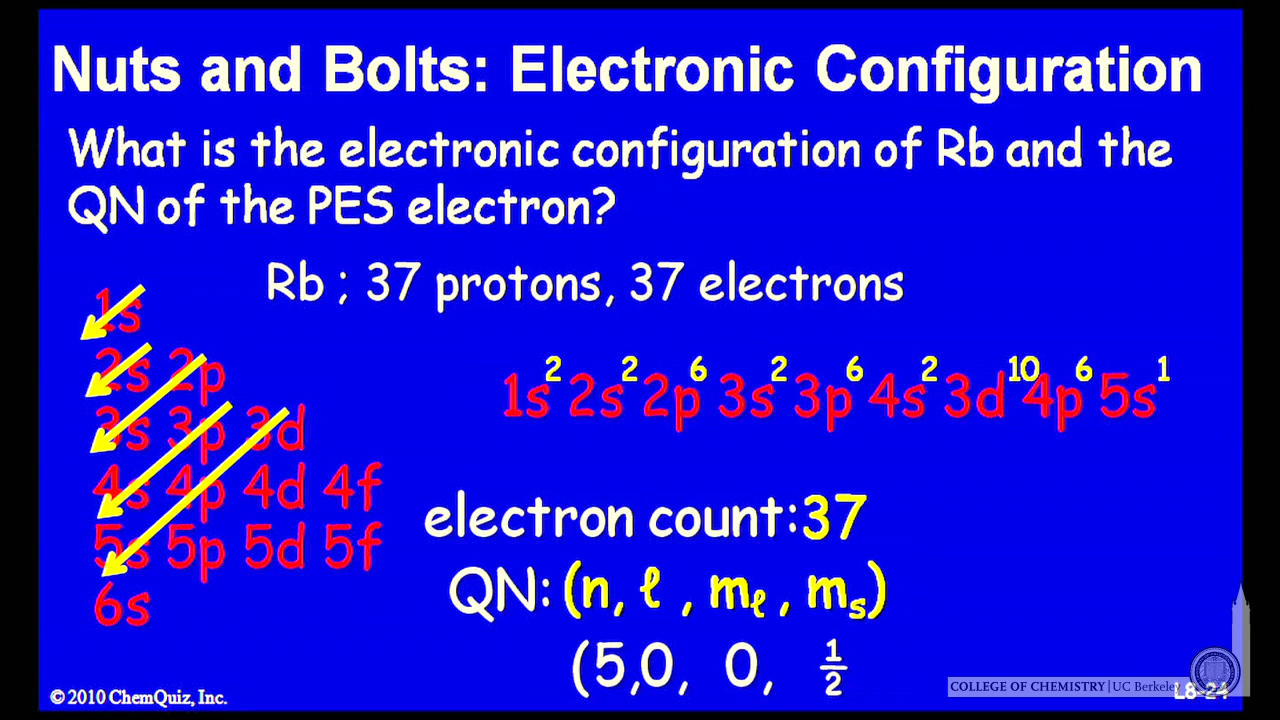 Nuts and Bolts: Electronic Configuration
What is the electronic configuration of Rb and the
QN of the PES electron?
Rb ; 37 protons, 37 electrons
1s
2s 2p
3s 3p 3d
4s 4p 4d 4f
5s 5p 5d 5f
6s
1s² 2s² 2p⁶ 3s² 3p⁶ 4s² 3d¹⁰ 4p⁶ 5s¹
electron count: 37
QN: (n, ℓ , mℓ , mₛ)
(5,0, 0, ½
© 2010 ChemQuiz, Inc.
COLLEGE OF CHEMISTRY | UC Berkeley
L8-24